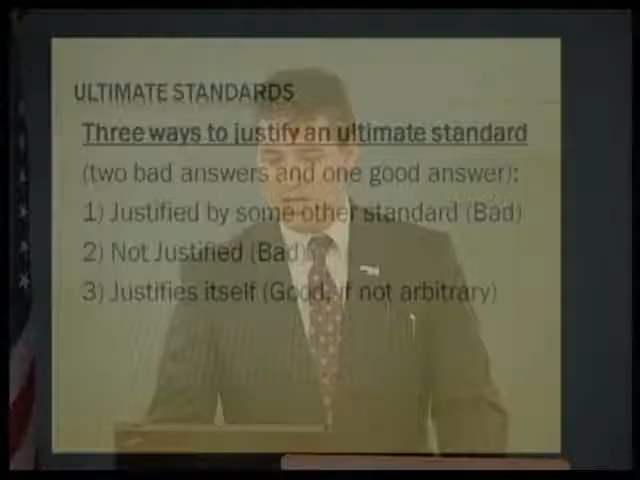 ULTIMATE STANDARDS
Three ways to justify an ultimate standard
(two bad answers and one good answer):
1) Justified by some other standard (Bad)
2) Not Justified (Bad)
3) Justifies itself (Good, if not arbitrary)